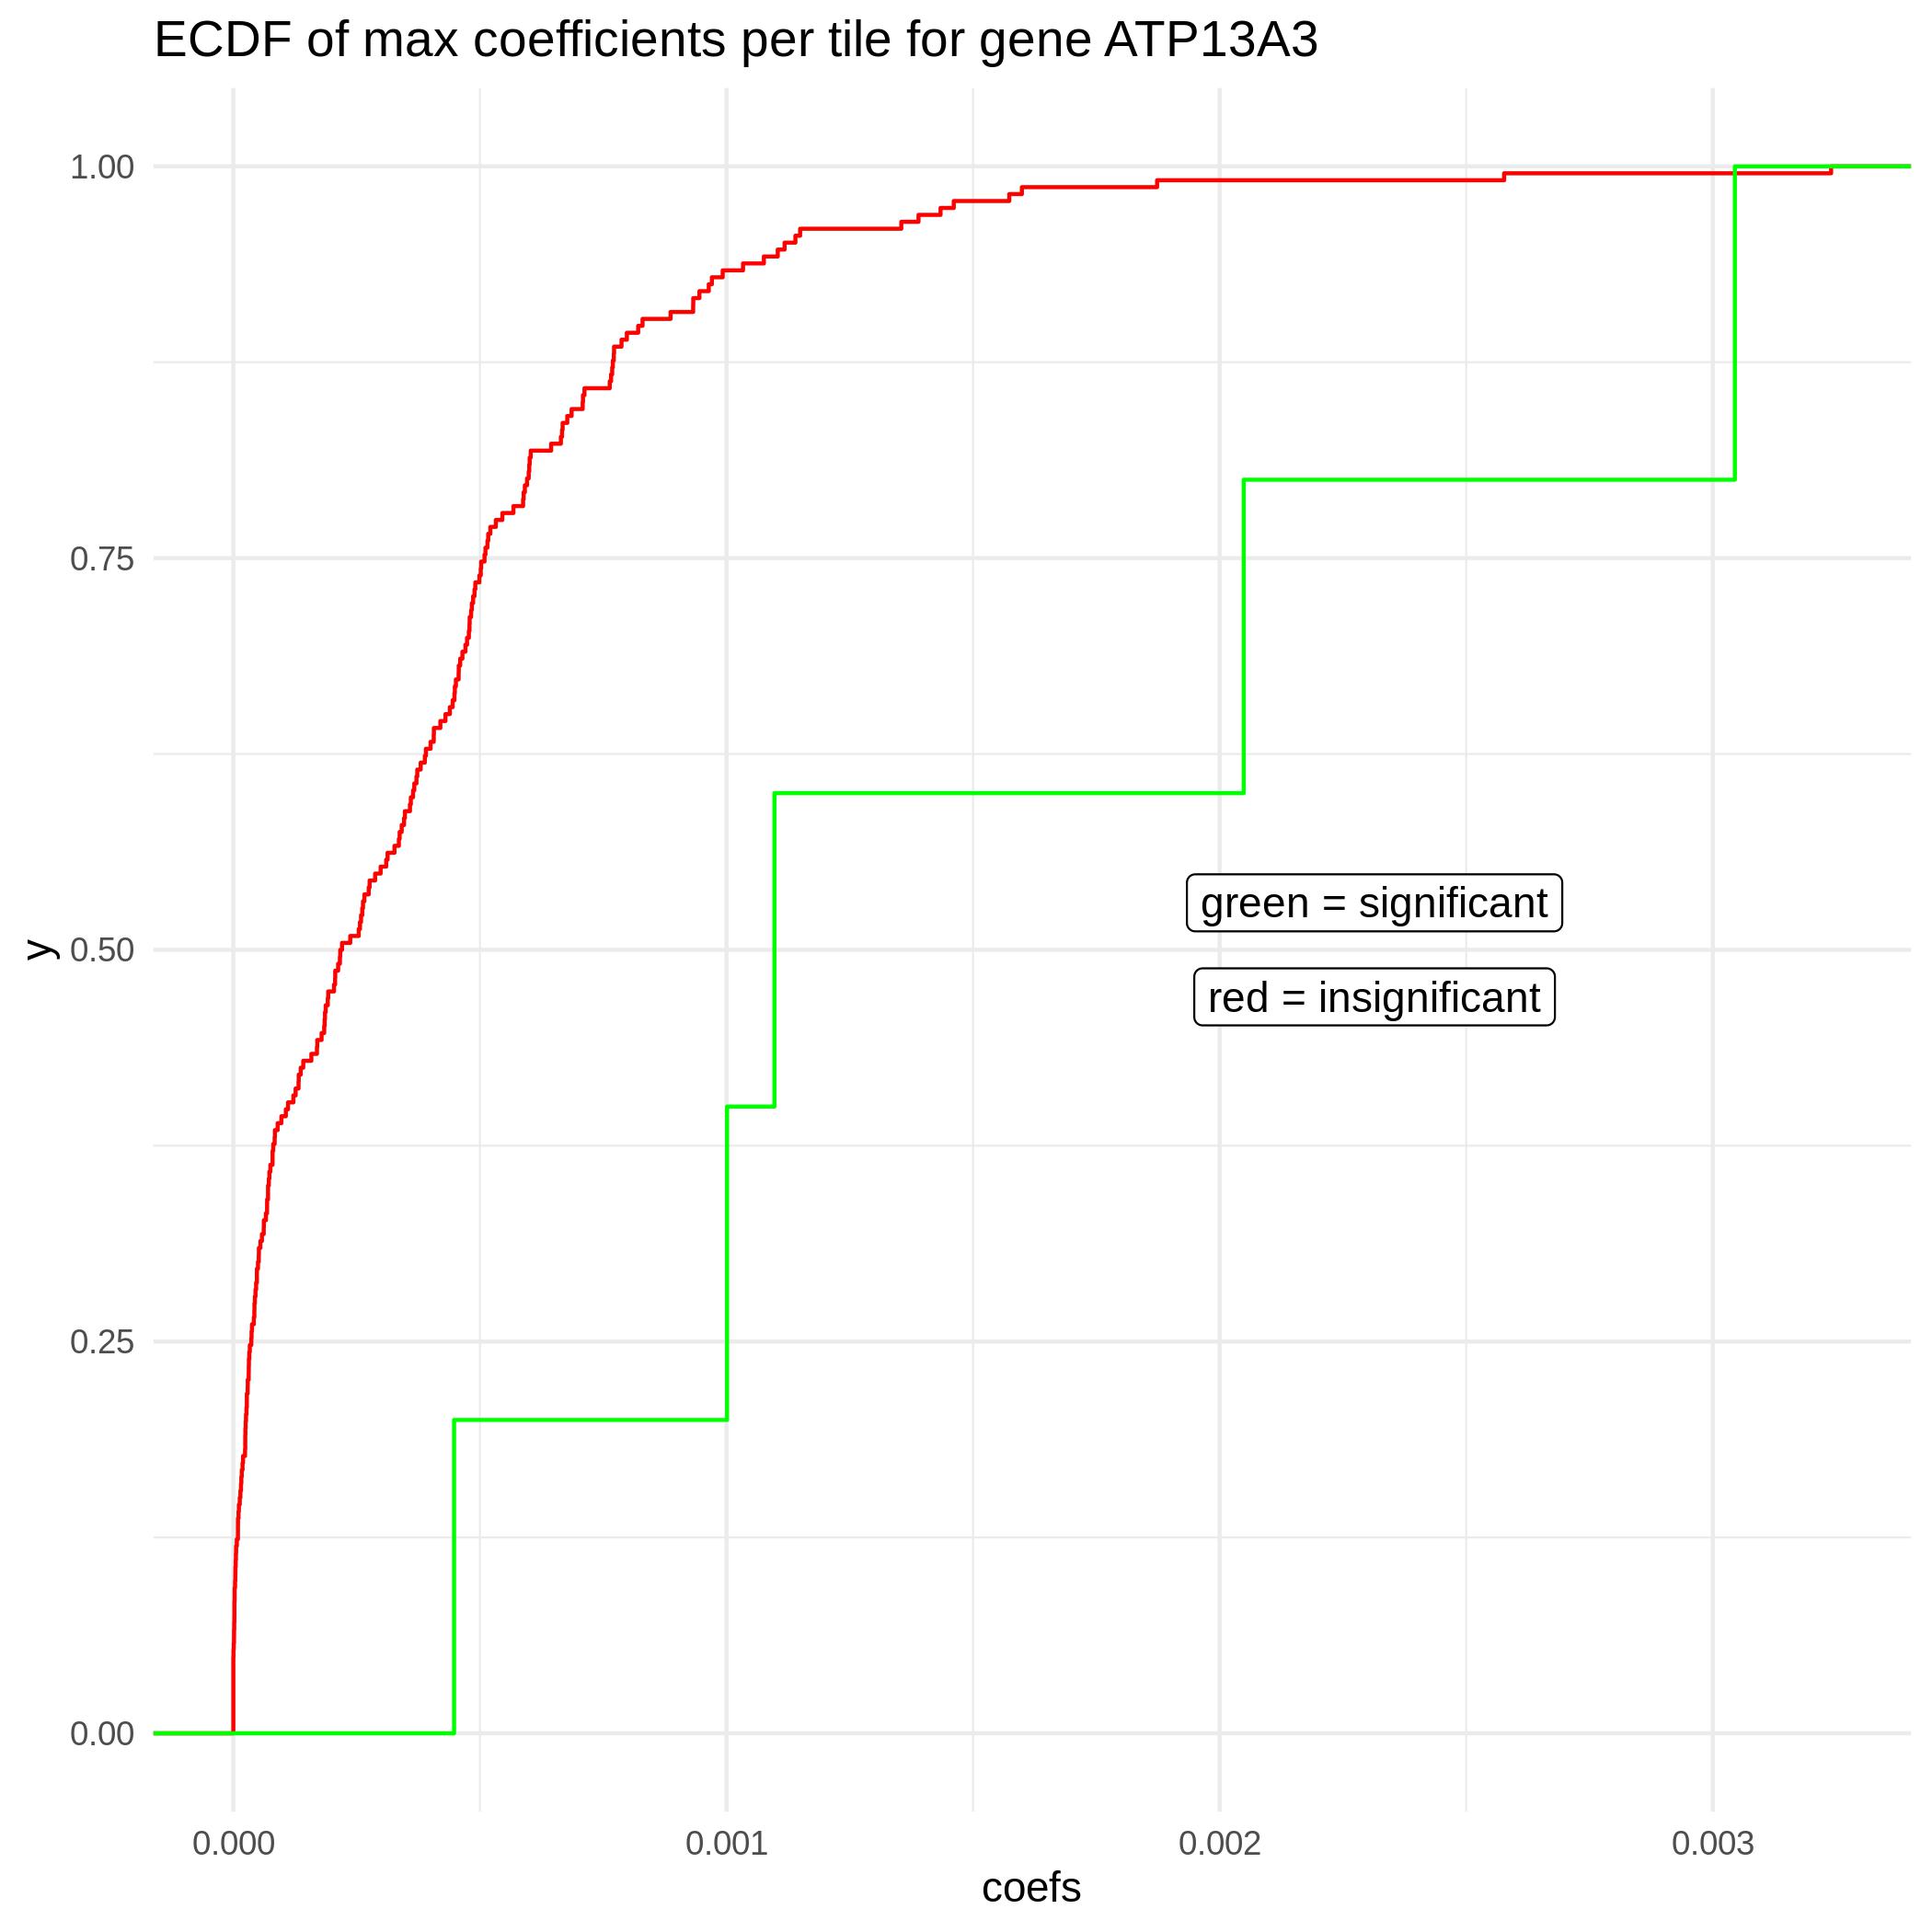 ECDF of max coefficients per tile for gene ATP13A3
1.00
0.75
0.50
0.25
0.00
y
green = significant
red = insignificant
0.000 0.001 0.002 0.003
coefs